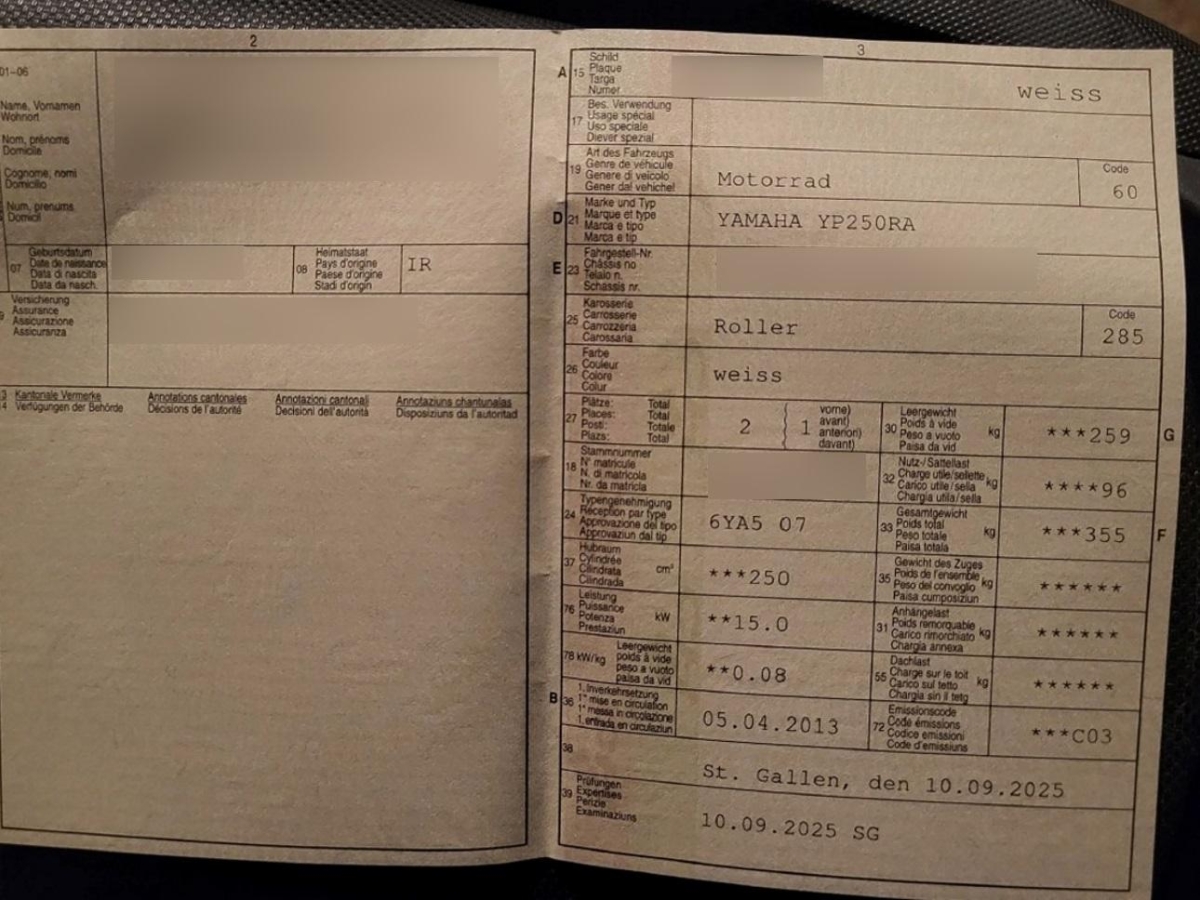 2
01-06
Name, Vornamen
Wohnort
Nom, prénoms
Domicile
Cognome, nomi
Domicilio
Num, prenums
Domicil
07
Geburtsdatum
Date de naissance
Data di nascita
Data da nasch.
08
Heimatstaat
Pays d'origine
Paese d'origine
Stadi d'origin
IR
9
Versicherung
Assurance
Assicurazione
Assicuranza
3 Kantonale Vermerke
4 Verfügungen der Behörde
Annotations cantonales
Décisions de l'autorité
Annotazioni cantonali
Decisioni dell'autorità
Annotaziuns chantunalas
Disposiziuns da l'autoritad
3
A 15
Schild
Plaque
Targa
Numer
weiss
17
Bes. Verwendung
Usage spécial
Uso speciale
Diever spezial
19
Art des Fahrzeugs
Genre de véhicule
Genere di veicolo
Gener dal vehichel
Motorrad
Code
60
D 21
Marke und Typ
Marque et type
Marca e tipo
Marca e tip
YAMAHA YP250RA
E 23
Fahrgestell-Nr.
Châssis no
Telaio n.
Schassis nr.
25
Karosserie
Carrosserie
Carrozzeria
Carossaria
Roller
Code
285
26
Farbe
Couleur
Colore
Colur
weiss
27
Plätze: Total
Places: Total
Posti: Totale
Plazs: Total
2 { 1
vorne)
avant)
anteriori)
davant)
30
Leergewicht
Poids à vide
Peso a vuoto
Paisa da vid
kg
***259
G
18
Stammnummer
N° matricule
N. di matricola
Nr. da matricla
32
Nutz-/Sattellast
Charge utile/sellette
Carico utile/sella
Chargia utila/sella
kg
****96
24
Typengenehmigung
Réception par type
Approvazione del tipo
Approvaziun dal tip
6YA5 07
33
Gesamtgewicht
Poids total
Peso totale
Paisa totala
kg
***355
F
37
Hubraum
Cylindrée
Cilindrata
Cilindrada
cm³
***250
35
Gewicht des Zuges
Poids de l'ensemble
Peso del convoglio
Paisa cumposiziun
kg
******
76
Leistung
Puissance
Potenza
Prestaziun
kW
**15.0
31
Anhängelast
Poids remorquable
Carico rimorchiato
Chargia annexa
kg
******
78 kW/kg
Leergewicht
poids à vide
peso a vuoto
paisa da vid
**0.08
55
Dachlast
Charge sur le toit
Carico sul tetto
Chargia sin il tetg
kg
******
B 36
1. Inverkehrsetzung
1re mise en circulation
1a messa in circolazione
1. entrada en circulaziun
05.04.2013
72
Emissionscode
Code émissions
Codice emissioni
Code d'emissiuns
***C03
38
St. Gallen, den 10.09.2025
39
Prüfungen
Expertises
Perizie
Examinaziuns
10.09.2025 SG